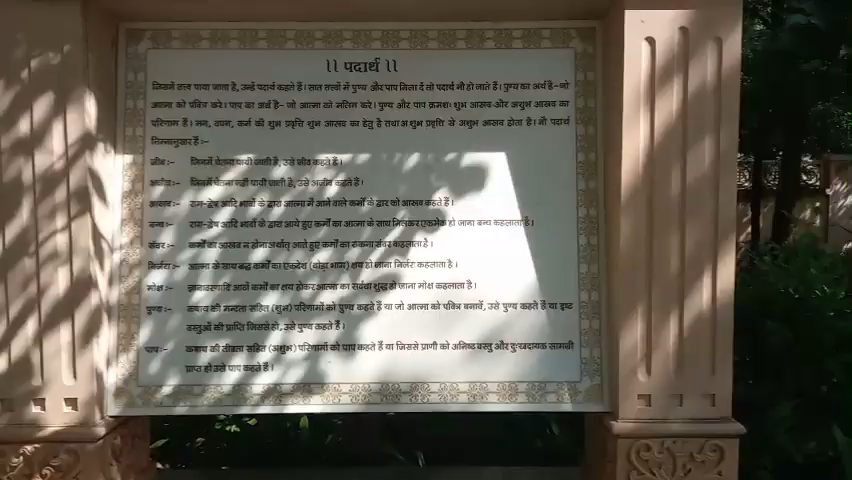 ।। पदार्थ ।।
जिसमें तत्त्व पाया जाता है, उन्हें पदार्थ कहते हैं। सात तत्त्वों में पुण्य और पाप मिला दें तो पदार्थ नौ हो जाते हैं। पुण्य का अर्थ है-जो
आत्मा को पवित्र करे। पाप का अर्थ है- जो आत्मा को मलिन करे। पुण्य और पाप क्रमशः शुभ आस्रव और अशुभ आस्रव का
परिणाम हैं। मन, वचन, कर्म की शुभ प्रवृत्ति शुभ आस्रव का हेतु है तथा अशुभ प्रवृत्ति से अशुभ आस्रव होता है। नौ पदार्थ
निम्नानुसार हैं :-
जीव :- जिनमें चेतना पायी जाती है, उसे जीव कहते हैं।
अजीव :- जिनमें चेतना नहीं पायी जाती है, उसे अजीव कहते हैं।
आस्रव :- राग-द्वेष आदि भावों के द्वारा आत्मा में आने वाले कर्मों के द्वार को आस्रव कहते हैं।
बन्ध :- राग-द्वेष आदि भावों के द्वारा आये हुए कर्मों का आत्मा के साथ मिलकर एकमेक हो जाना बन्ध कहलाता है।
संवर :- कर्मों का आस्रव न होना अर्थात् आते हुए कर्मों का रुकना संवर कहलाता है।
निर्जरा :- आत्मा के साथ बद्ध कर्मों का एकदेश (थोड़ा भाग) क्षय हो जाना निर्जरा कहलाता है।
मोक्ष :- ज्ञानावरणादि आठों कर्मों का क्षय होकर आत्मा का सर्वथा शुद्ध हो जाना मोक्ष कहलाता है।
पुण्य :- कषाय की मन्दता सहित (शुभ) परिणामों को पुण्य कहते हैं या जो आत्मा को पवित्र बनायें, उसे पुण्य कहते हैं या इष्ट
वस्तुओं की प्राप्ति जिससे हो, उसे पुण्य कहते हैं।
पाप :- कषाय की तीव्रता सहित (अशुभ) परिणामों को पाप कहते हैं या जिससे प्राणी को अनिष्ट वस्तु और दुःखदायक सामग्री
प्राप्त हो उसे पाप कहते हैं।